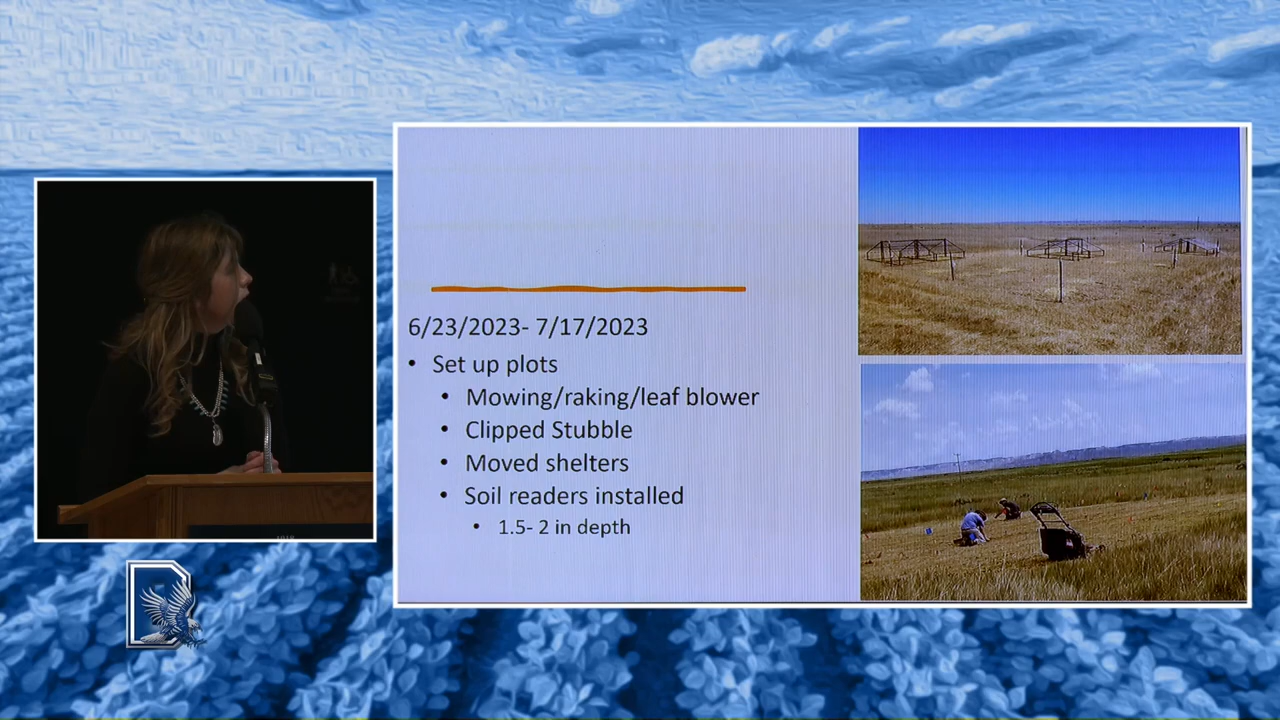 6/23/2023- 7/17/2023
• Set up plots
• Mowing/raking/leaf blower
• Clipped Stubble
• Moved shelters
• Soil readers installed
• 1.5- 2 in depth
D